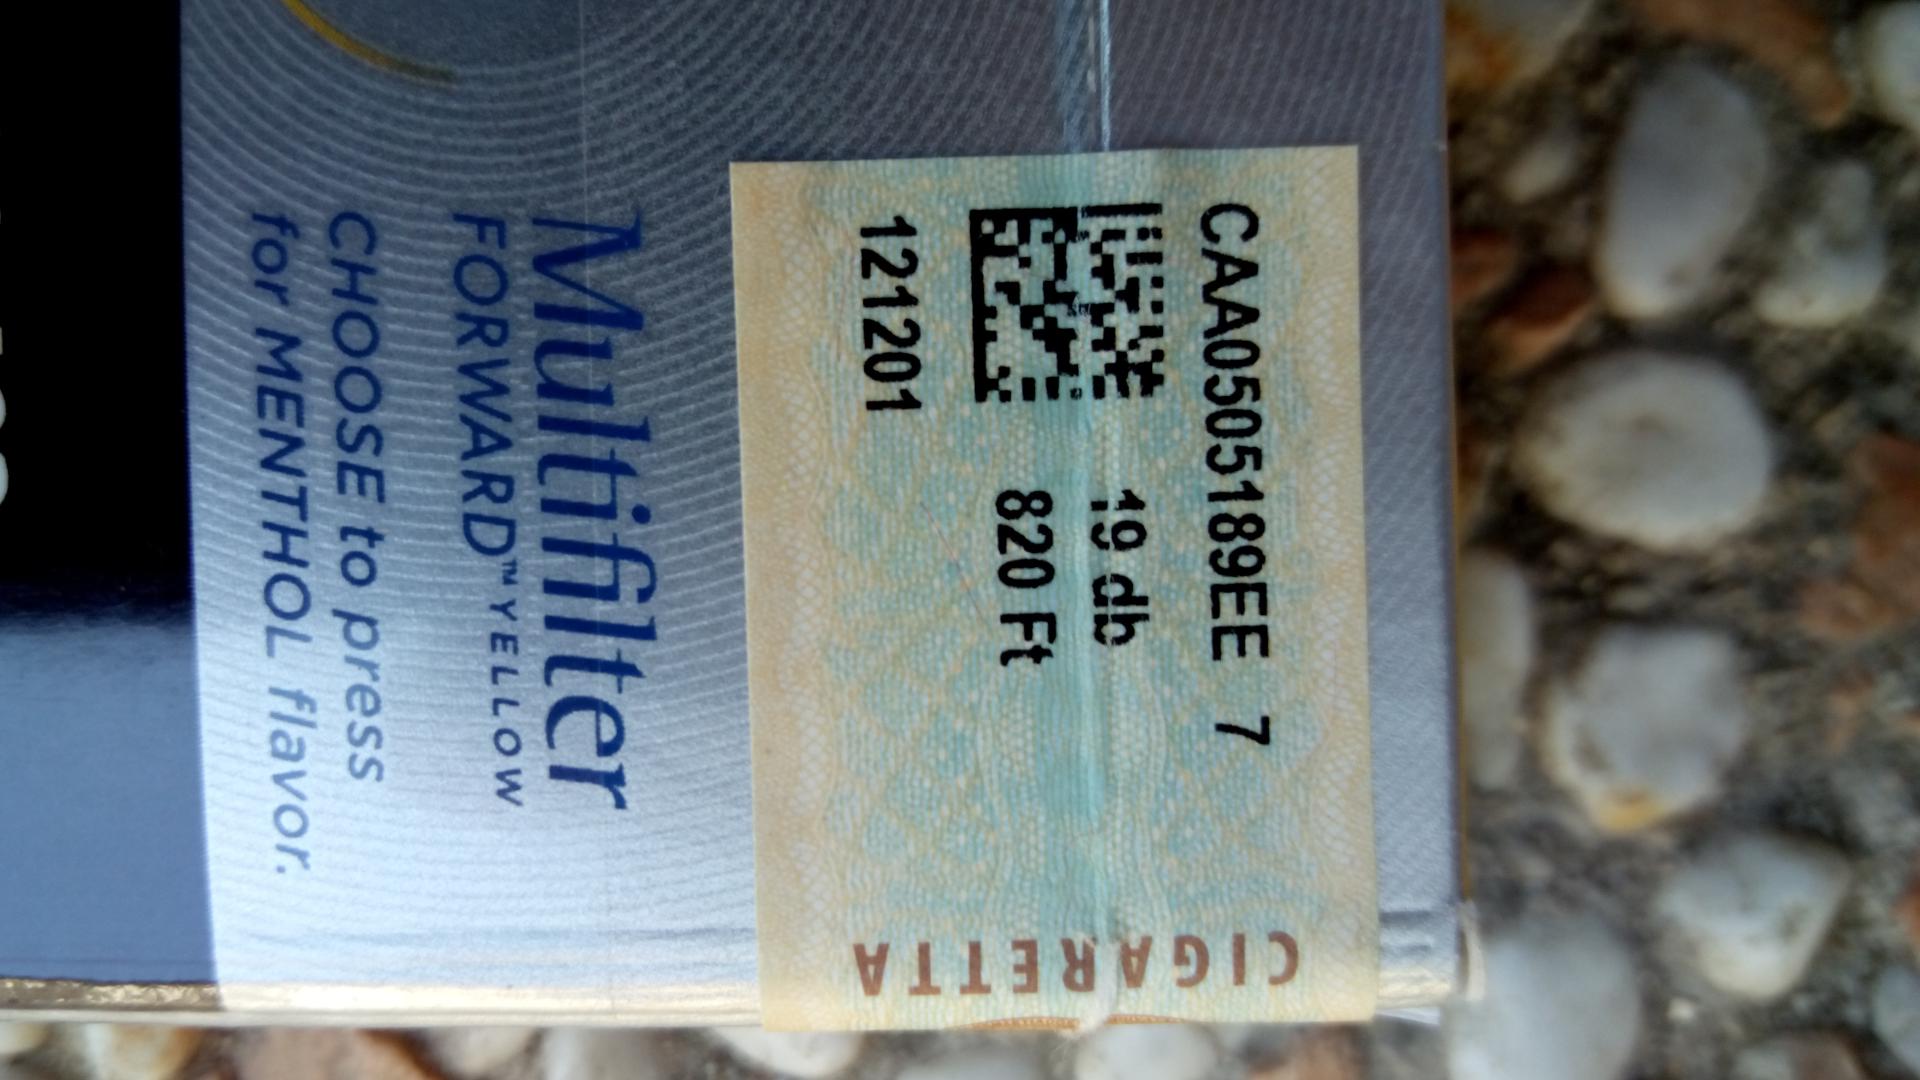 CAA0505189EE 7
19 db
820 Ft
121201
CIGARETTA
Multifilter
FORWARD™ YELLOW
CHOOSE to press
for MENTHOL flavor.